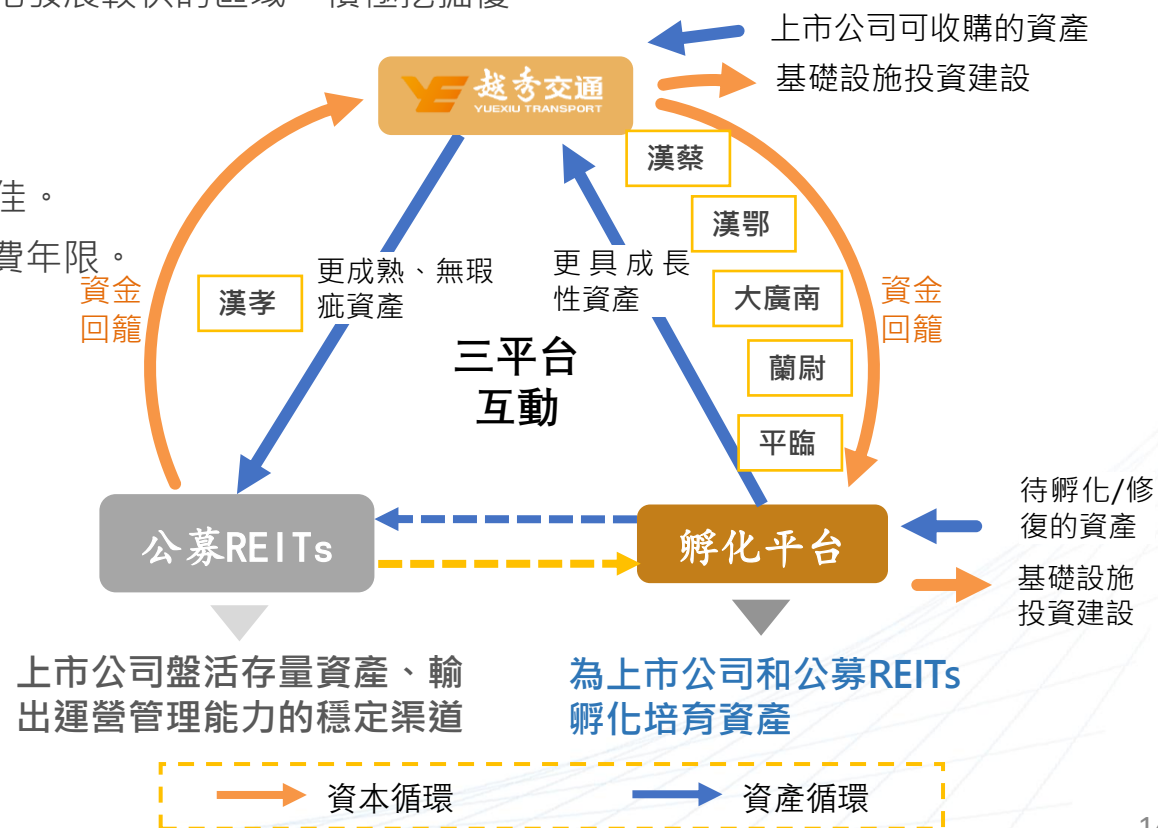 上市公司可收購的資產
基礎設施投資建設
越秀交通
YUEXIU TRANSPORT
佳。
費年限。
資金
回籠
漢孝
更成熟、無瑕
疵資產
更具成長
性資產
漢蔡
漢鄂
大廣南
蘭尉
平臨
資金
回籠
三平台
互動
公募REITs
孵化平台
待孵化/修
復的資產
基礎設施
投資建設
上市公司盤活存量資產、輸
出運營管理能力的穩定渠道
為上市公司和公募REITs
孵化培育資產
資本循環
資產循環